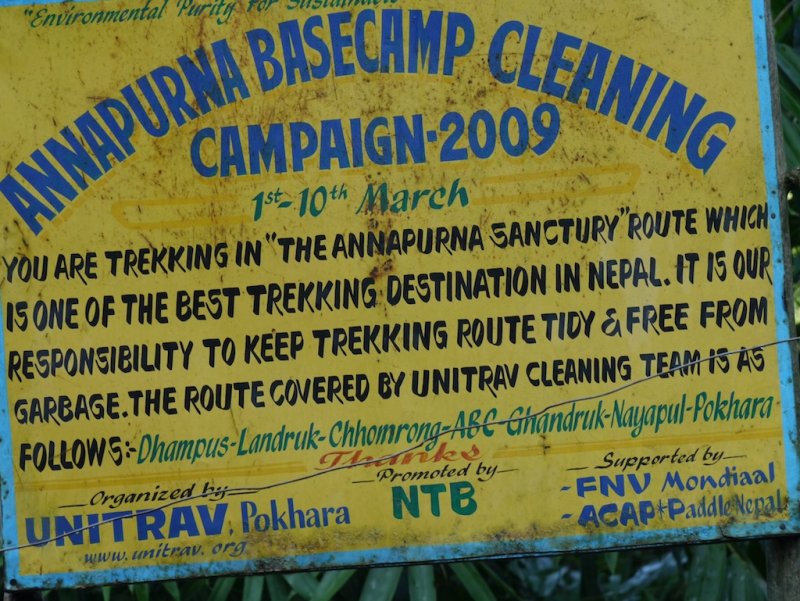 "Environmental Purity for Sustainable
ANNAPURNA BASECAMP CLEANING
CAMPAIGN-2009
1st-10th March
YOU ARE TREKKING IN "THE ANNAPURNA SANCTURY" ROUTE WHICH
IS ONE OF THE BEST TREKKING DESTINATION IN NEPAL. IT IS OUR
RESPONSIBILITY TO KEEP TREKKING ROUTE TIDY & FREE FROM
GARBAGE. THE ROUTE COVERED BY UNITRAV CLEANING TEAM IS AS
FOLLOWS:- Dhampus-Landruk-Chhomrong-ABC-Ghandruk-Nayapul-Pokhara
Thanks
Organized by
UNITRAV, Pokhara
www.unitrav.org
Promoted by
NTB
Supported by
-FNV Mondiaal
-ACAP*Paddle Nepal